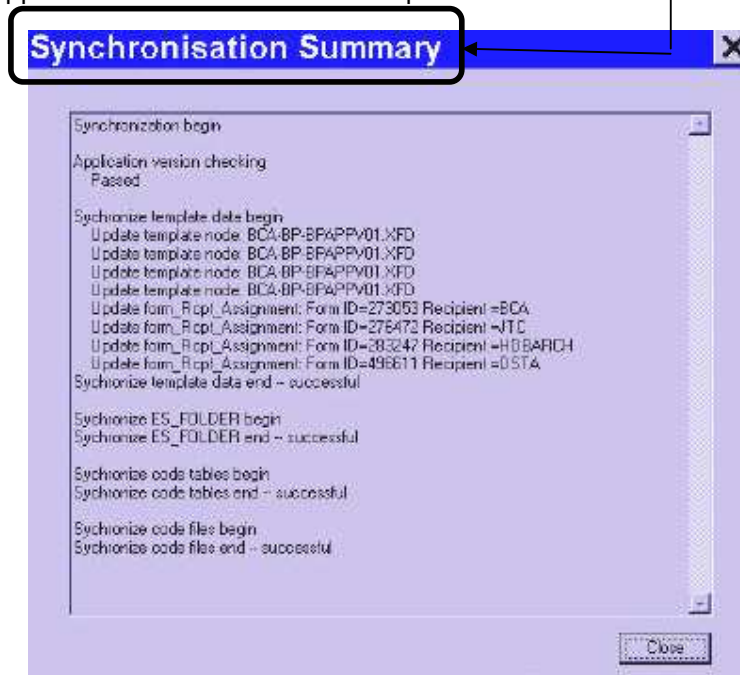 Synchronisation Summary
Synchronization begin
Application version checking
Passed
Sychronize template data begin
Update template node: BCA-BP-BPAPPV01.XFD
Update template node: BCA-BP-BPAPPV01.XFD
Update template node: BCA-BP-BPAPPV01.XFD
Update template node: BCA-BP-BPAPPV01.XFD
Update form_Rcpt_Assignment: Form ID=273053 Recipient =BCA
Update form_Rcpt_Assignment: Form ID=276472 Recipient =JTC
Update form_Rcpt_Assignment: Form ID=283247 Recipient =HDBARCH
Update form_Rcpt_Assignment: Form ID=496611 Recipient =DSTA
Sychronize template data end -- successful
Sychronize ES_FOLDER begin
Sychronize ES_FOLDER end -- successful
Sychronize code tables begin
Sychronize code tables end -- successful
Sychronize code files begin
Sychronize code files end -- successful
Close